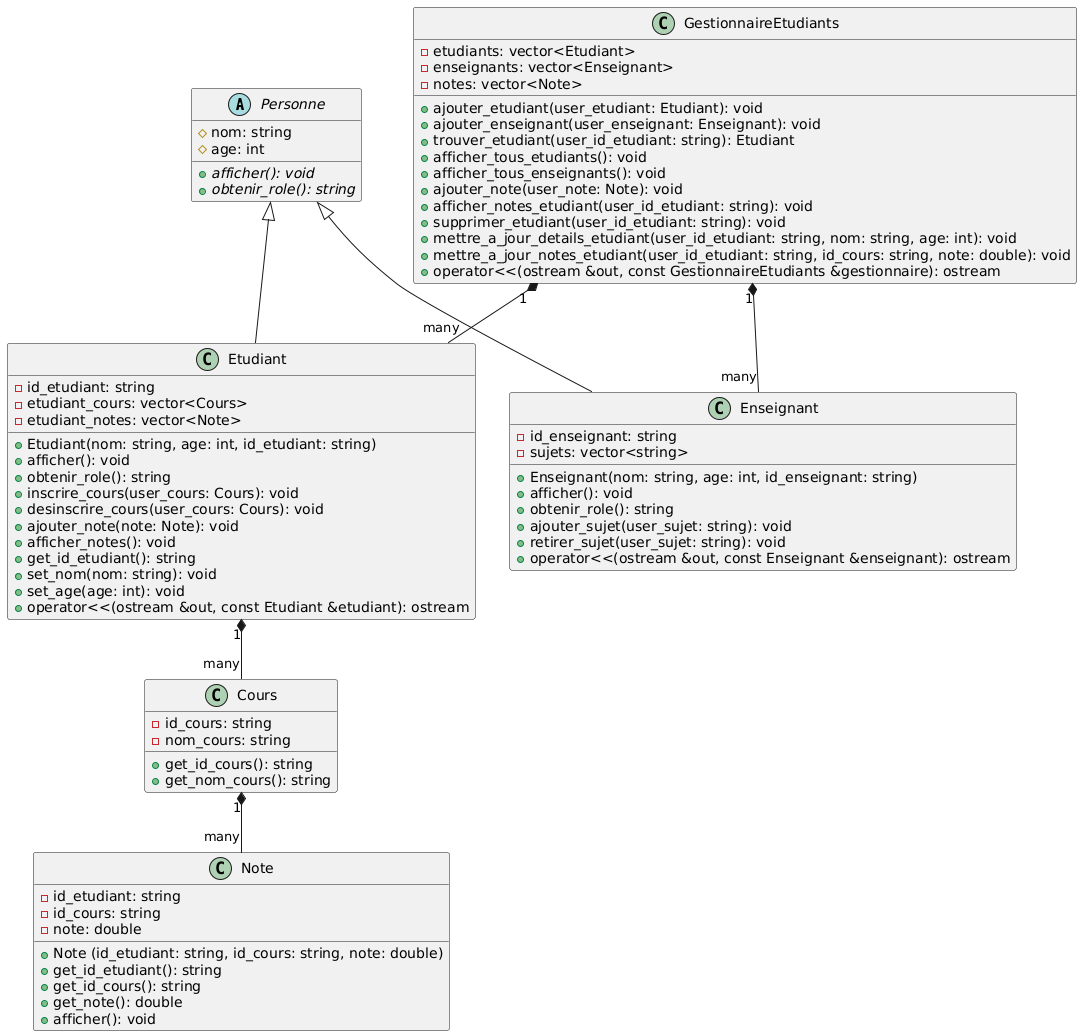 C GestionnaireEtudiants
etudiants: vector<Etudiant>
enseignants: vector<Enseignant>
notes: vector<Note>
ajouter_etudiant(user_etudiant: Etudiant): void
ajouter_enseignant(user_enseignant: Enseignant): void
trouver_etudiant(user_id_etudiant: string): Etudiant
afficher_tous_etudiants(): void
afficher_tous_enseignants(): void
ajouter_note(user_note: Note): void
afficher_notes_etudiant(user_id_etudiant: string): void
supprimer_etudiant(user_id_etudiant: string): void
mettre_a_jour_details_etudiant(user_id_etudiant: string, nom: string, age: int): void
mettre_a_jour_notes_etudiant(user_id_etudiant: string, id_cours: string, note: double): void
operator<<(ostream &out, const GestionnaireEtudiants &gestionnaire): ostream
A Personne
nom: string
age: int
afficher(): void
obtenir_role(): string
1
many
1
many
C Etudiant
id_etudiant: string
etudiant_cours: vector<Cours>
etudiant_notes: vector<Note>
Etudiant(nom: string, age: int, id_etudiant: string)
afficher(): void
obtenir_role(): string
inscrire_cours(user_cours: Cours): void
desinscrire_cours(user_cours: Cours): void
ajouter_note(note: Note): void
afficher_notes(): void
get_id_etudiant(): string
set_nom(nom: string): void
set_age(age: int): void
operator<<(ostream &out, const Etudiant &etudiant): ostream
C Enseignant
id_enseignant: string
sujets: vector<string>
Enseignant(nom: string, age: int, id_enseignant: string)
afficher(): void
obtenir_role(): string
ajouter_sujet(user_sujet: string): void
retirer_sujet(user_sujet: string): void
operator<<(ostream &out, const Enseignant &enseignant): ostream
1
many
C Cours
id_cours: string
nom_cours: string
get_id_cours(): string
get_nom_cours(): string
1
many
C Note
id_etudiant: string
id_cours: string
note: double
Note (id_etudiant: string, id_cours: string, note: double)
get_id_etudiant(): string
get_id_cours(): string
get_note(): double
afficher(): void